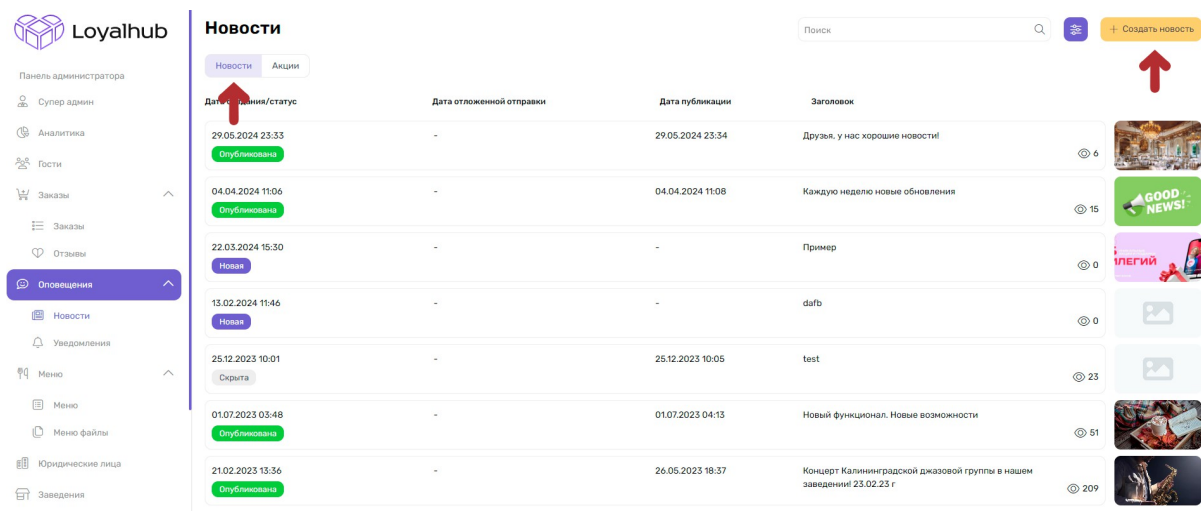 Loyalhub
Панель администратора
Супер админ
Аналитика
Гости
Заказы
Заказы
Отзывы
Оповещения
Новости
Уведомления
Меню
Меню
Меню файлы
Юридические лица
Заведения
Новости
Поиск
+ Создать новость
Новости Акции
Дата отложенной отправки Дата публикации Заголовок
29.05.2024 23:33 - 29.05.2024 23:34 Друзья, у нас хорошие новости!
Опубликована 6
04.04.2024 11:06 - 04.04.2024 11:08 Каждую неделю новые обновления
Опубликована 15
GOOD
NEWS!
22.03.2024 15:30 - - Пример
Новая 0
13.02.2024 11:46 - - dafb
Новая 0
25.12.2023 10:01 - 25.12.2023 10:05 test
Скрыта 23
01.07.2023 03:48 - 01.07.2023 04:13 Новый функционал. Новые возможности
Опубликована 51
21.02.2023 13:36 - 26.05.2023 18:37 Концерт Калининградской джазовой группы в нашем
заведении! 23.02.23 г
Опубликована 209